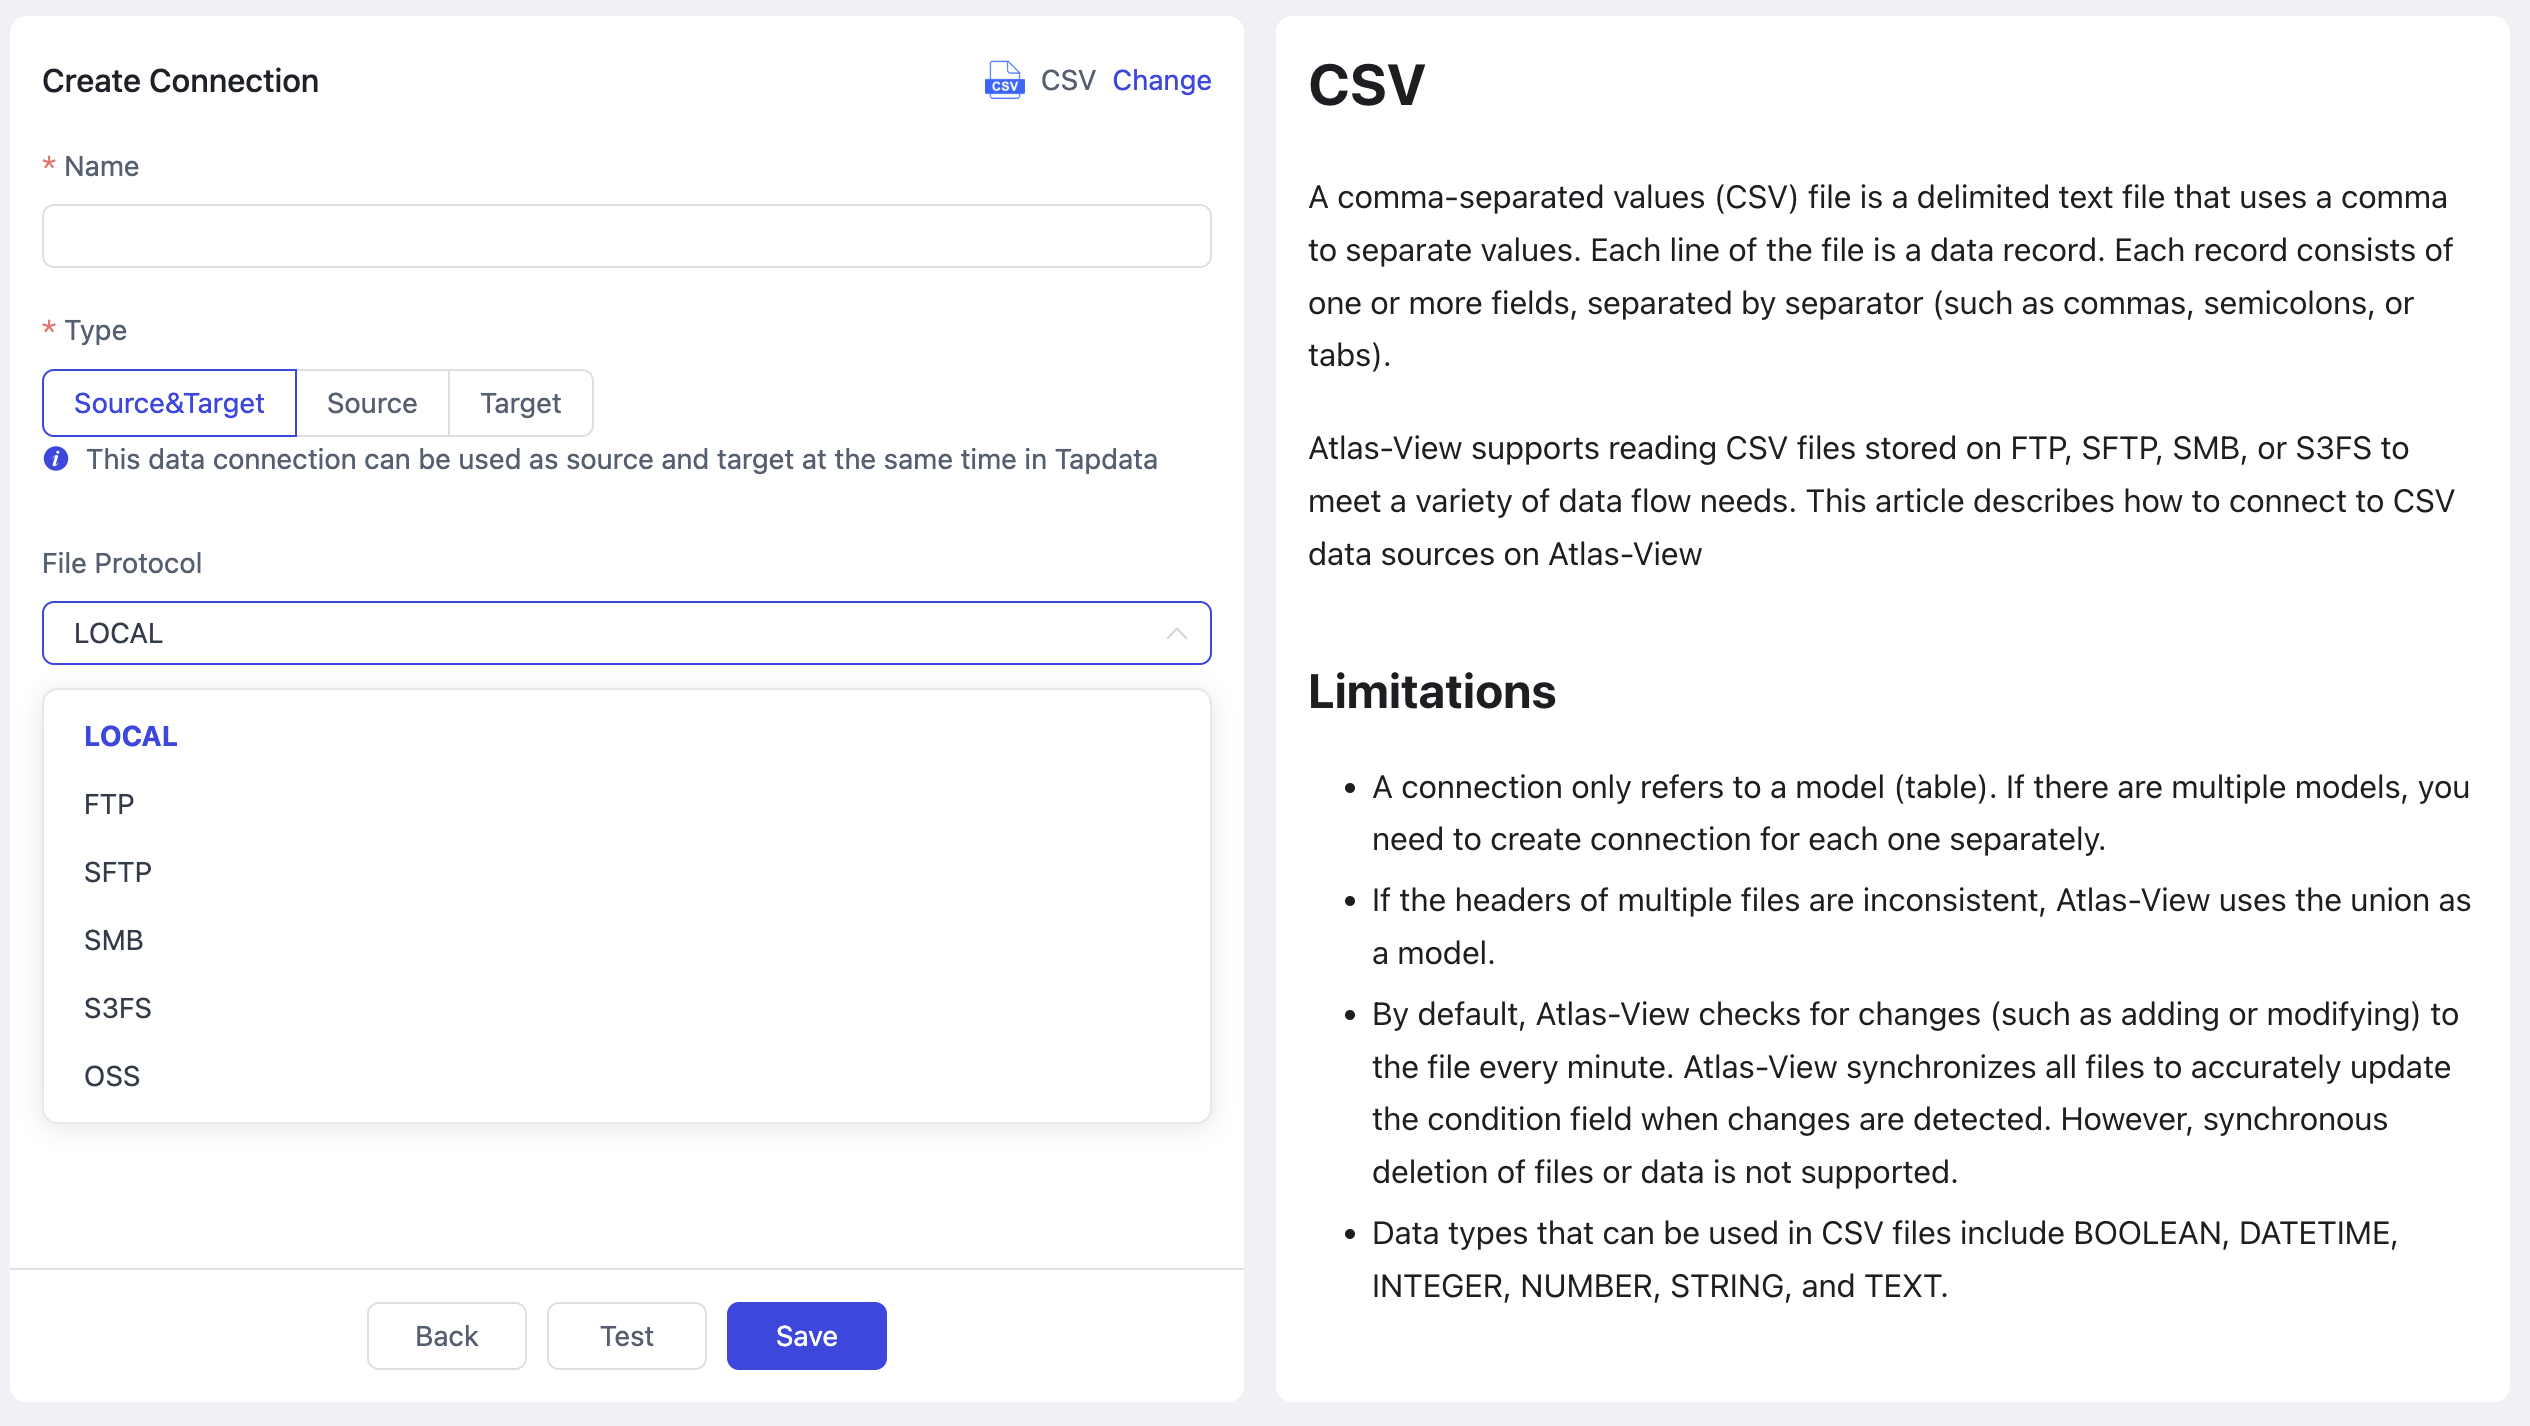 Create Connection
CSV CSV Change
* Name
* Type
Source&Target Source Target
i This data connection can be used as source and target at the same time in Tapdata
File Protocol
LOCAL
LOCAL
FTP
SFTP
SMB
S3FS
OSS
Back Test Save
CSV
A comma-separated values (CSV) file is a delimited text file that uses a comma
to separate values. Each line of the file is a data record. Each record consists of
one or more fields, separated by separator (such as commas, semicolons, or
tabs).
Atlas-View supports reading CSV files stored on FTP, SFTP, SMB, or S3FS to
meet a variety of data flow needs. This article describes how to connect to CSV
data sources on Atlas-View
Limitations
• A connection only refers to a model (table). If there are multiple models, you
need to create connection for each one separately.
• If the headers of multiple files are inconsistent, Atlas-View uses the union as
a model.
• By default, Atlas-View checks for changes (such as adding or modifying) to
the file every minute. Atlas-View synchronizes all files to accurately update
the condition field when changes are detected. However, synchronous
deletion of files or data is not supported.
• Data types that can be used in CSV files include BOOLEAN, DATETIME,
INTEGER, NUMBER, STRING, and TEXT.